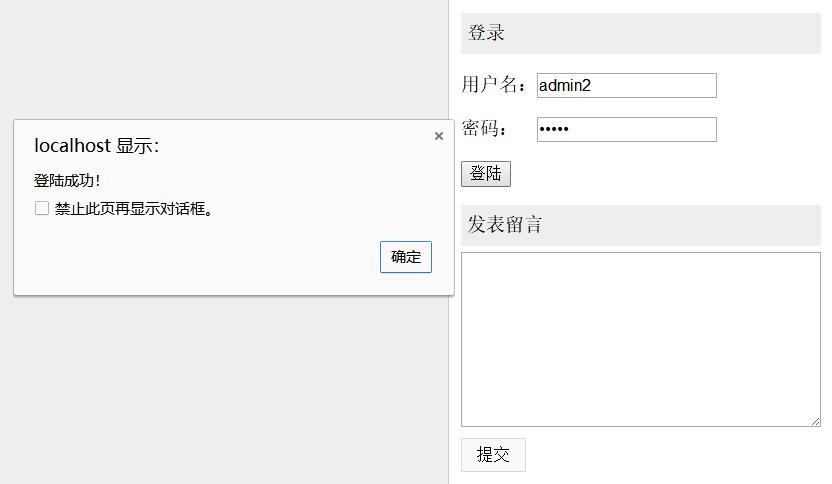 localhost 显示：
×
登陆成功！
禁止此页再显示对话框。
确定
登录
用户名：admin2
密码：•••••
登陆
发表留言
提交